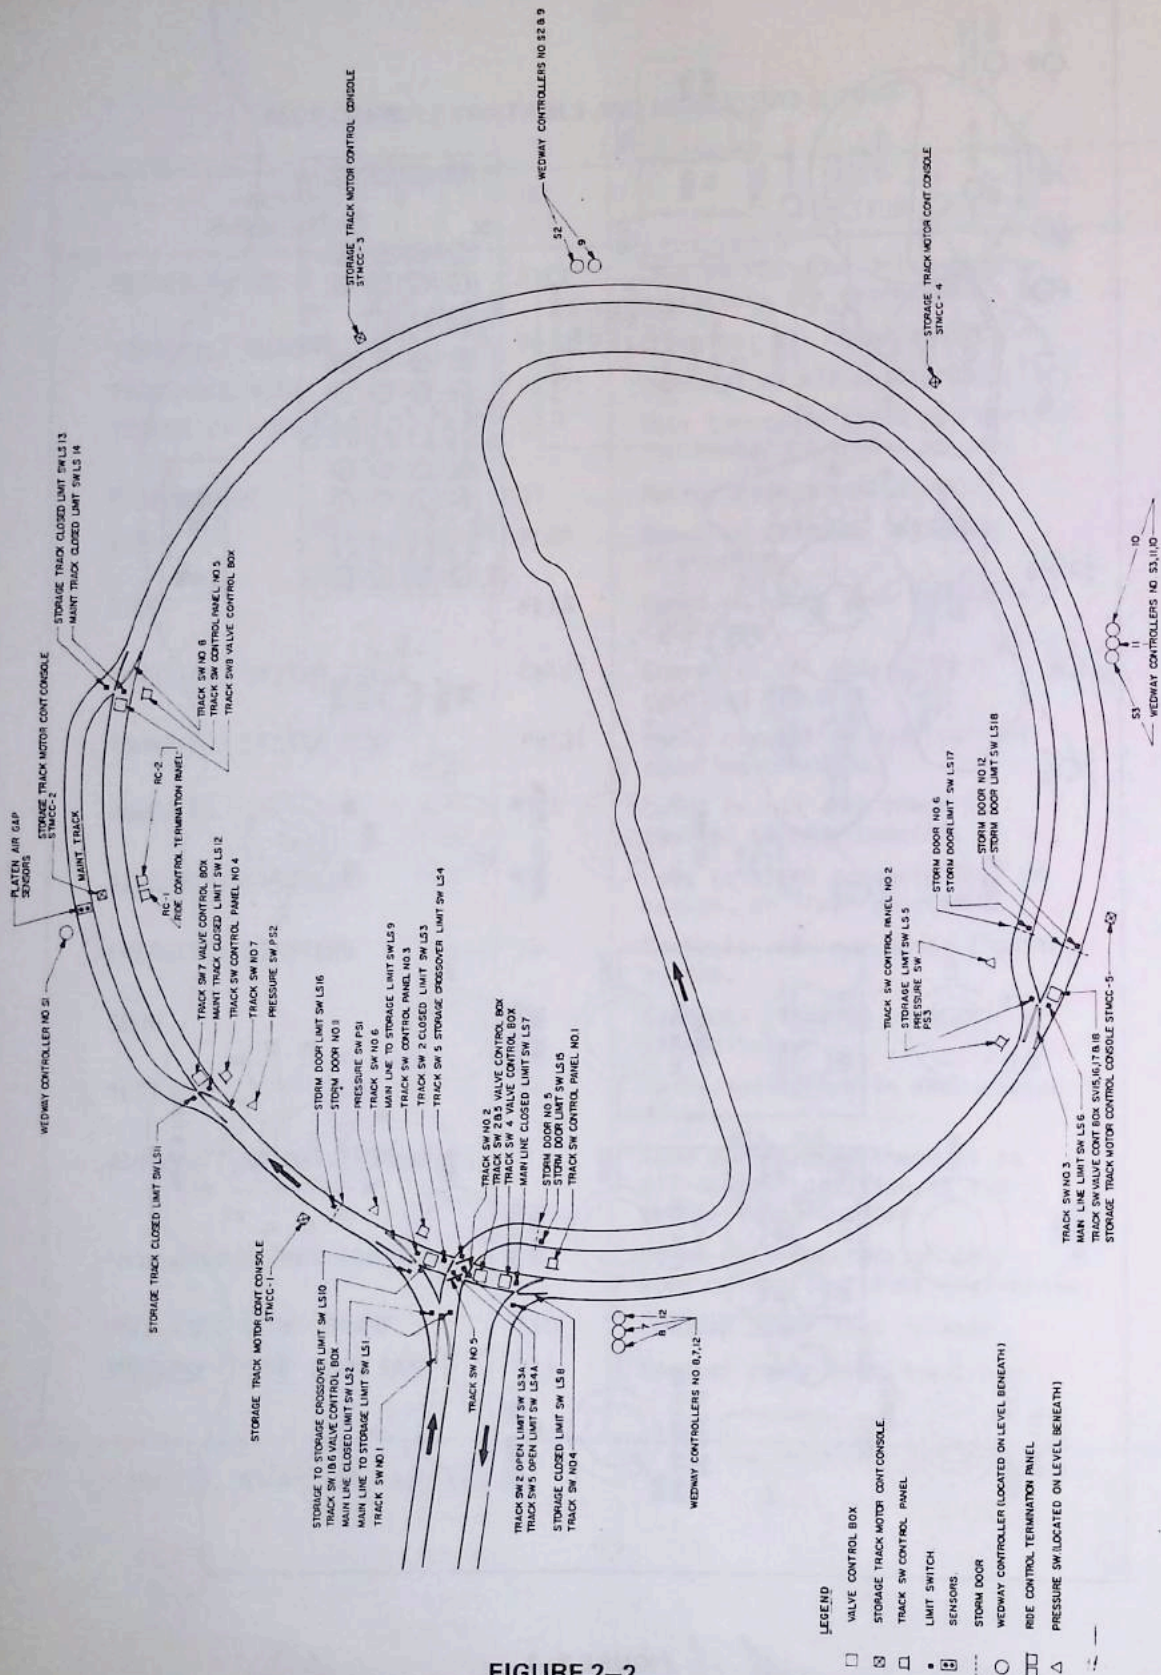 WEDWAY CONTROLLERS NO S2 & 9
S2
9
STORAGE TRACK MOTOR CONTROL CONSOLE
STMCC-3
STORAGE TRACK MOTOR CONT CONSOLE
STMCC-4
STORAGE TRACK CLOSED LIMIT SW LS 13
MAINT TRACK CLOSED LIMIT SW LS 14
STORAGE TRACK MOTOR CONT CONSOLE
STMCC-2
PLATEN AIR GAP
SENSORS
MAINT TRACK
WEDWAY CONTROLLER NO S1
TRACK SW NO 8
TRACK SW CONTROL PANEL NO 5
TRACK SW8 VALVE CONTROL BOX
RC-2
RC-1
RIDE CONTROL TERMINATION PANEL
TRACK SW7 VALVE CONTROL BOX
MAINT TRACK CLOSED LIMIT SW LS12
TRACK SW CONTROL PANEL NO 4
TRACK SW NO 7
PRESSURE SW PS2
STORAGE TRACK CLOSED LIMIT SW LS11
STORAGE TRACK MOTOR CONT CONSOLE
STMCC-1
STORM DOOR LIMIT SW LS16
STORM DOOR NO. 11
PRESSURE SW PS1
TRACK SW NO 6
MAIN LINE TO STORAGE LIMIT SW LS 9
TRACK SW CONTROL PANEL NO 3
TRACK SW 2 CLOSED LIMIT SW LS3
TRACK SW 5 STORAGE CROSSOVER LIMIT SW LS4
TRACK SW NO 2
TRACK SW 2&5 VALVE CONTROL BOX
TRACK SW 4 VALVE CONTROL BOX
MAIN LINE CLOSED LIMIT SW LS7
STORM DOOR NO 5
STORM DOOR LIMIT SW LS15
TRACK SW CONTROL PANEL NO.1
STORAGE TO STORAGE CROSSOVER LIMIT SW LS10
TRACK SW 1&6 VALVE CONTROL BOX
MAIN LINE CLOSED LIMIT SW LS2
MAIN LINE TO STORAGE LIMIT SW LS1
TRACK SW NO 1
TRACK SW NO 5
TRACK SW 2 OPEN LIMIT SW LS3A
TRACK SW5 OPEN LIMIT SW LS4A
STORAGE CLOSED LIMIT SW LS 8
TRACK SW NO 4
12
7
8
WEDWAY CONTROLLERS NO 8,7,12
TRACK SW CONTROL PANEL NO 2
STORAGE LIMIT SW LS 5
PRESSURE SW
PS3
STORM DOOR NO 6
STORM DOOR LIMIT SW LS17
STORM DOOR NO 12
STORM DOOR LIMIT SW LS18
TRACK SW NO 3
MAIN LINE LIMIT SW LS 6
TRACK SW VALVE CONT BOX SV15,16,17 & 18
STORAGE TRACK MOTOR CONTROL CONSOLE STMCC-5
S3
11
10
WEDWAY CONTROLLERS NO S3,11,10
LEGEND
VALVE CONTROL BOX
STORAGE TRACK MOTOR CONT CONSOLE
TRACK SW CONTROL PANEL
LIMIT SWITCH
SENSORS
STORM DOOR
WEDWAY CONTROLLER (LOCATED ON LEVEL BENEATH)
RIDE CONTROL TERMINATION PANEL
PRESSURE SW. (LOCATED ON LEVEL BENEATH)
FIGURE 2-2